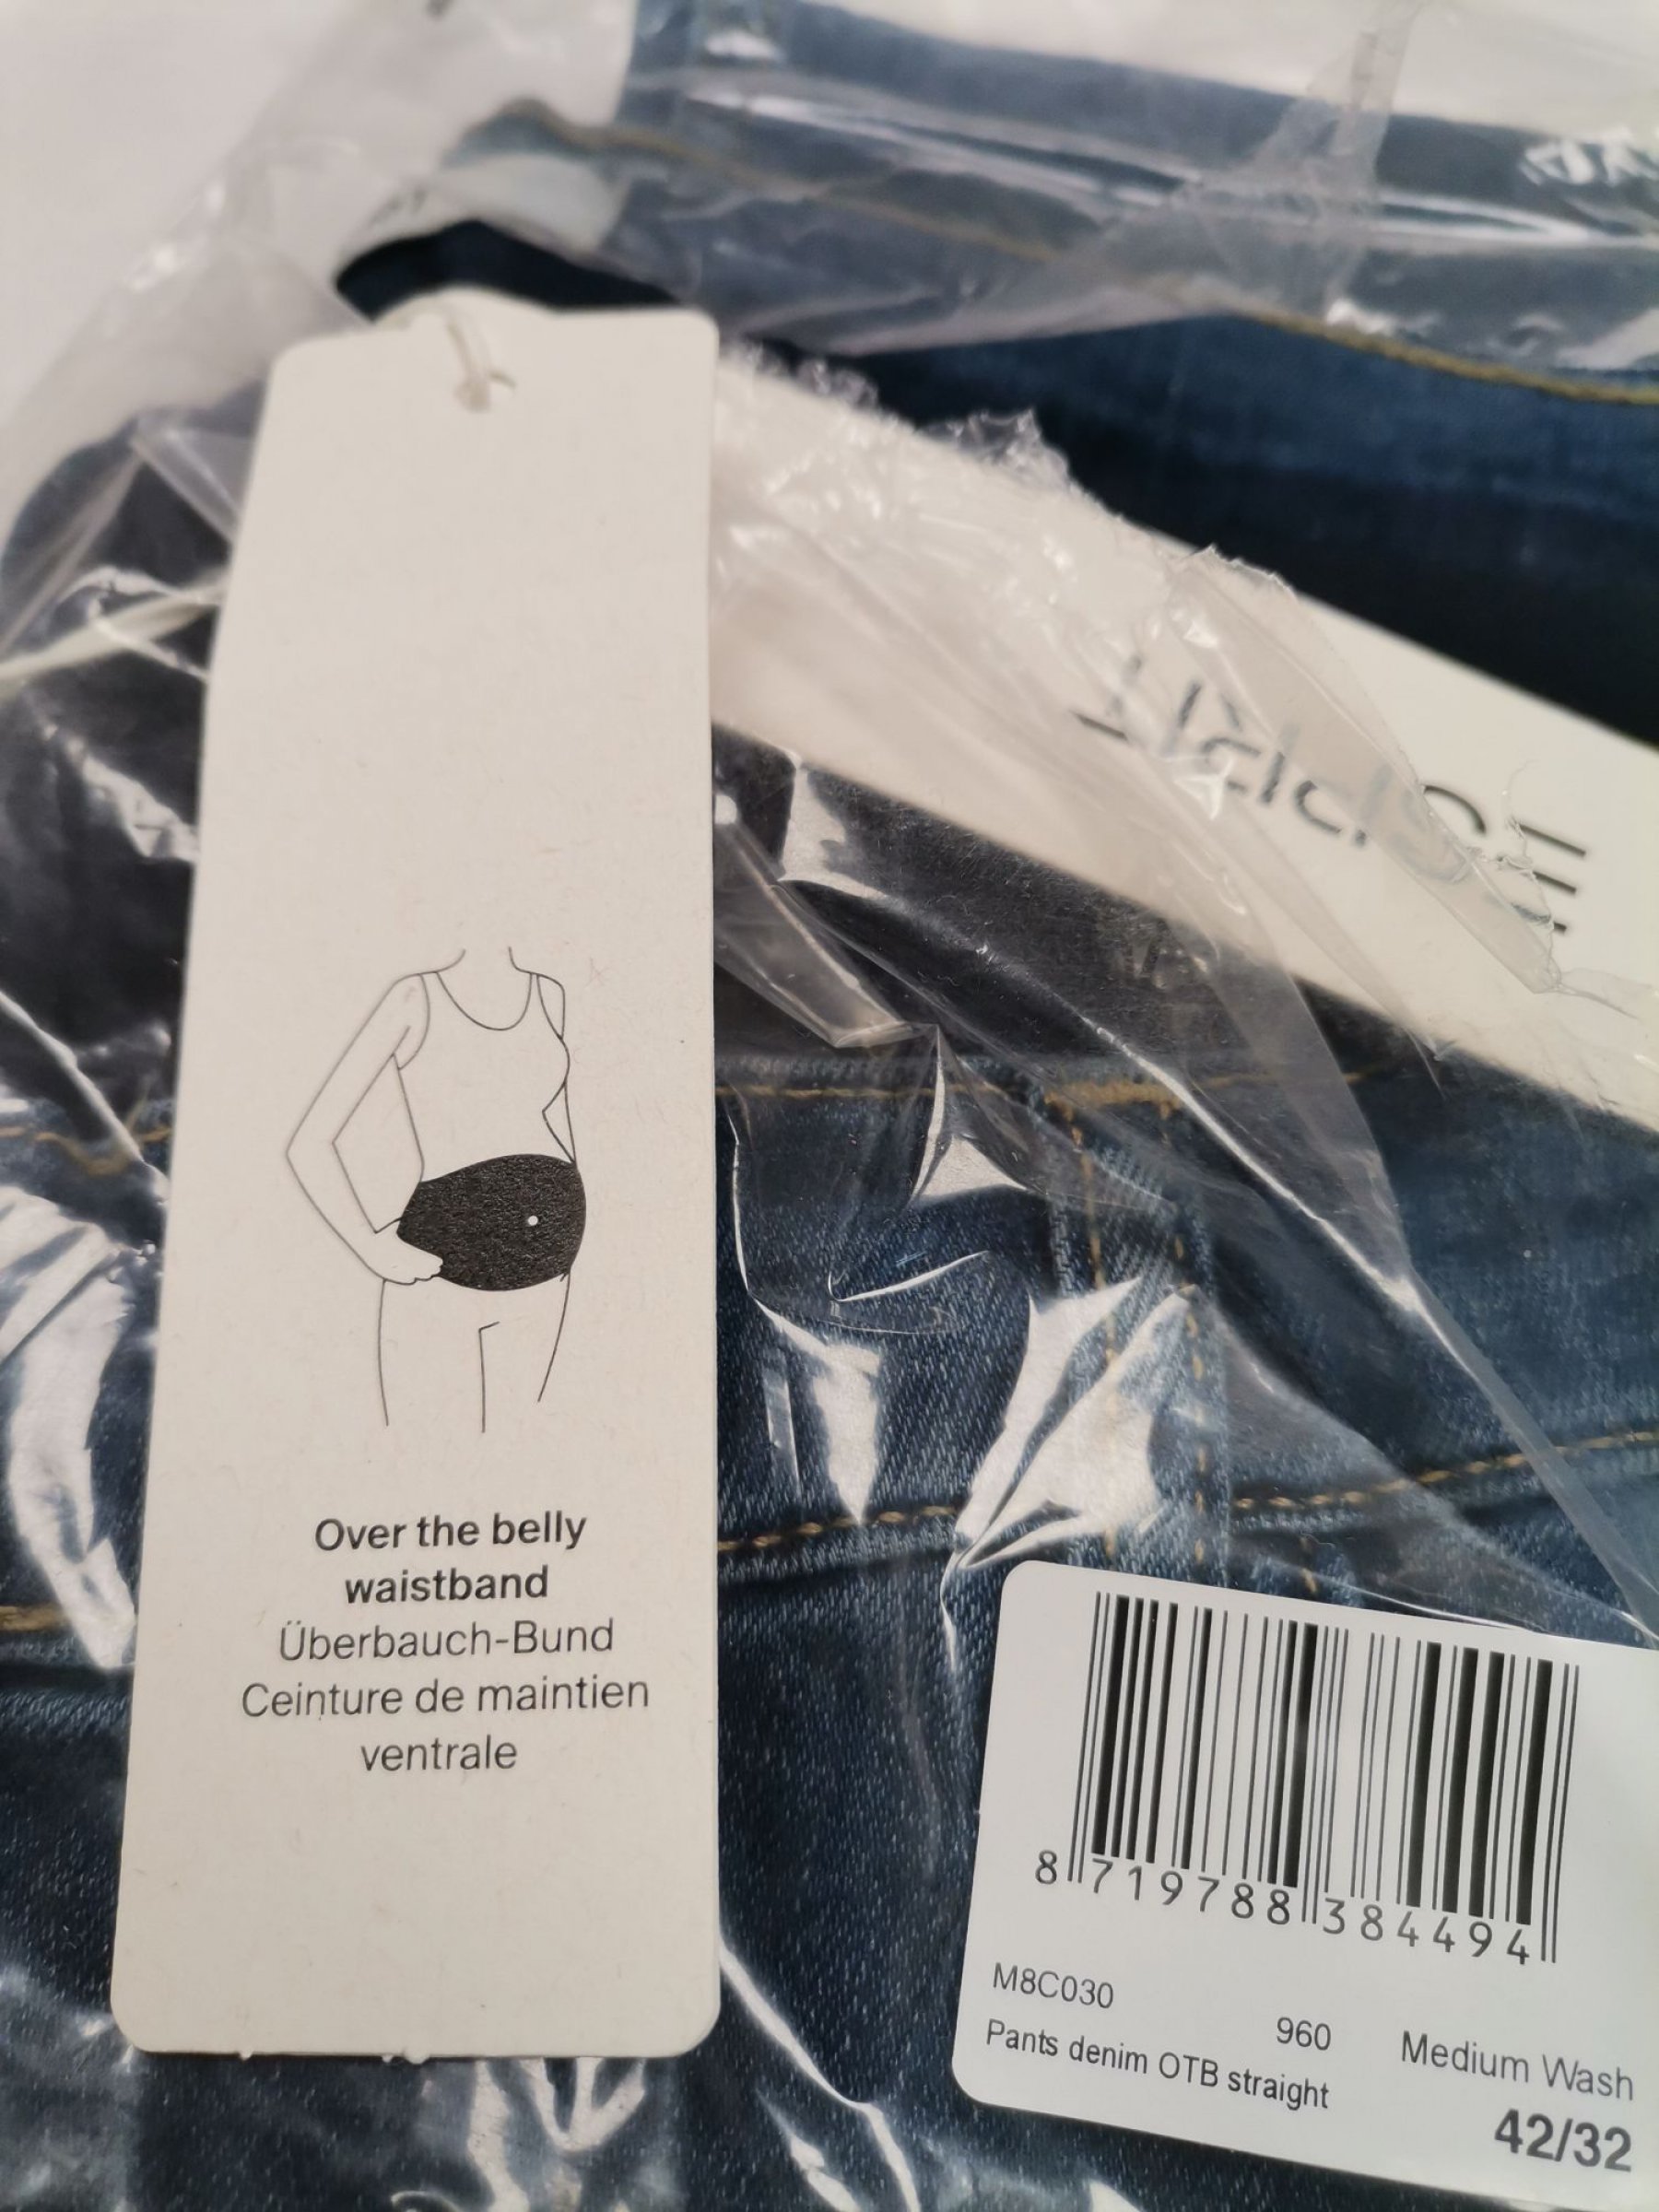 Over the belly
waistband
Überbauch-Bund
Ceinture de maintien
ventrale
8 719788 384494
M8C030
960 Medium Wash
Pants denim OTB straight
42/32